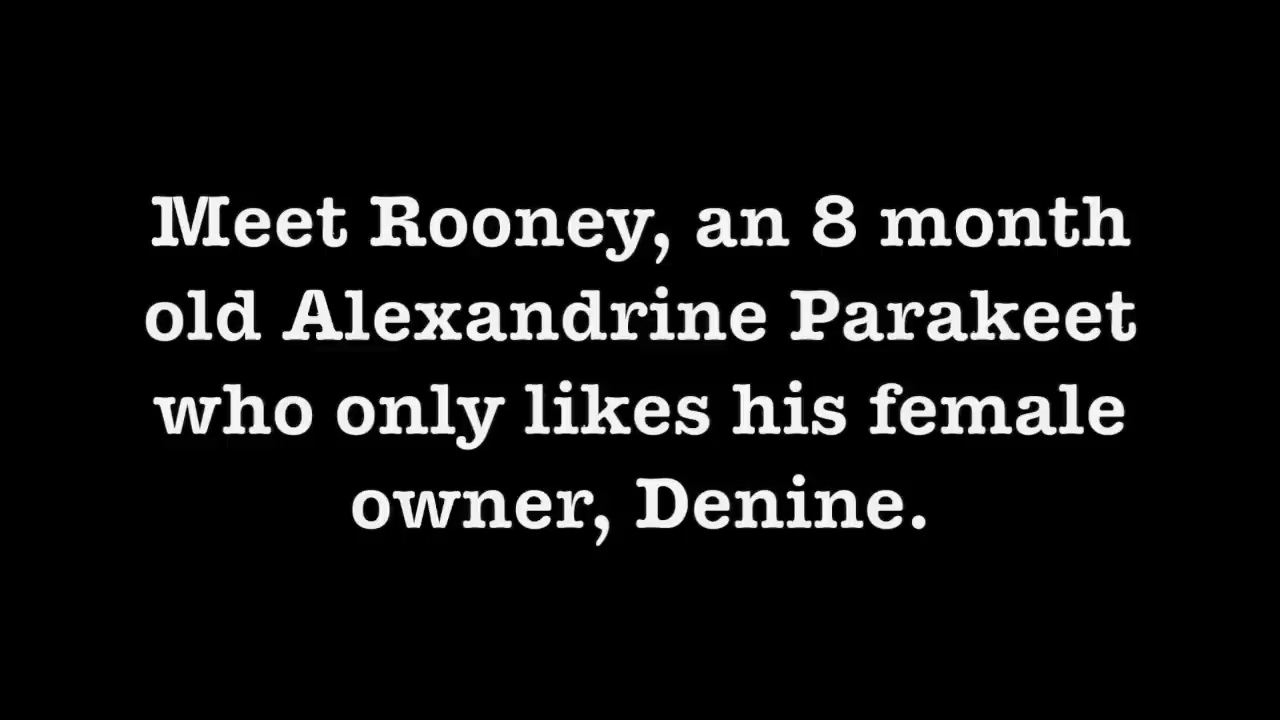 Meet Rooney, an 8 month
old Alexandrine Parakeet
who only likes his female
owner, Denine.